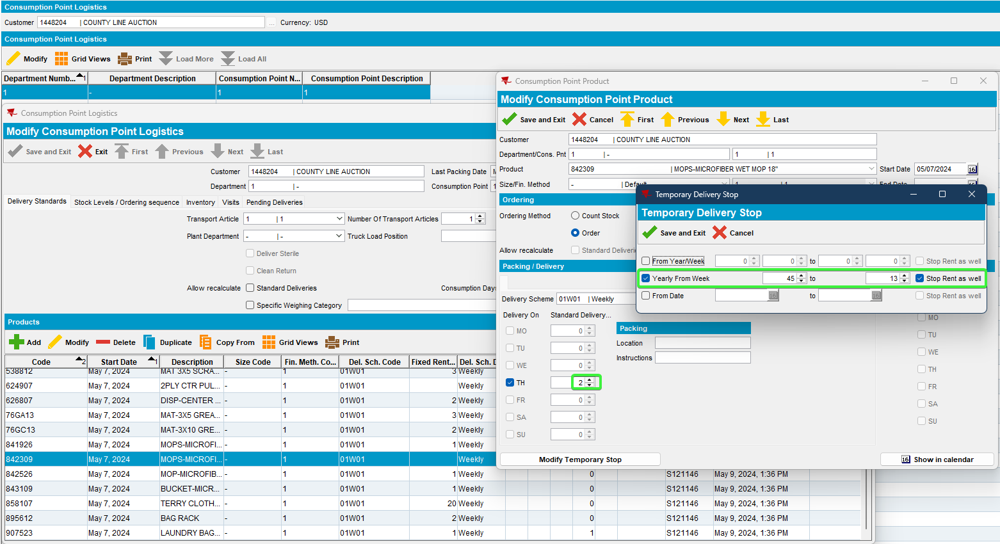 Consumption Point Logistics
Customer 1448204 | COUNTY LINE AUCTION ... Currency: USD
Consumption Point Logistics
Modify Grid Views Print Load More Load All
Department Numb... 1 Department Description Consumption Point N... Consumption Point Description
1 - 1 1
Consumption Point Logistics
Modify Consumption Point Logistics
Save and Exit Exit First Previous Next Last
Customer 1448204 | COUNTY LINE AUCTION Last Packing Date
Department 1 | - Consumption Point 1
Delivery Standards Stock Levels / Ordering sequence Inventory Visits Pending Deliveries
Transport Article 1 | 1 Number Of Transport Articles 1
Plant Department - | - Truck Load Position
Deliver Sterile
Clean Return
Allow recalculate Standard Deliveries Consumption Days
Specific Weighing Category
Products
Add Modify Delete Duplicate Copy From Grid Views Print
Code 2 Start Date 1 Description Size Code Fin. Meth. Co... Del. Sch. Code Fixed Rent... Del. Sch. D
538812 May 7, 2024 MAT 3X5 SCRA... - 1 01W01 3 Weekly
624907 May 7, 2024 2PLY CTR PUL... - 1 01W01 Weekly
626807 May 7, 2024 DISP-CENTER ... - 1 01W01 2 Weekly
76GA13 May 7, 2024 MAT-3X5 GREA... - 1 01W01 3 Weekly
76GC13 May 7, 2024 MAT-3X10 GRE... - 1 01W01 2 Weekly
841926 May 7, 2024 MOPS-MICROFI... - 1 01W01 1 Weekly
842309 May 7, 2024 MOPS-MICROFI... - 1 01W01 Weekly
842526 May 7, 2024 MOP-MICROFIB... - 1 01W01 1 Weekly 0 S121146 May 9, 2024, 1:36 PM
843109 May 7, 2024 BUCKET-MICR... - 1 01W01 1 Weekly 0 S121146 May 9, 2024, 1:36 PM
858107 May 7, 2024 TERRY CLOTH... - 1 01W01 20 Weekly 0 S121146 May 9, 2024, 1:36 PM
895612 May 7, 2024 BAG RACK - 1 01W01 2 Weekly 0 S121146 May 9, 2024, 1:36 PM
907523 May 7, 2024 LAUNDRY BAG... - 1 01W01 1 Weekly 1 S121146 May 9, 2024, 1:36 PM
Consumption Point Product
Modify Consumption Point Product
Save and Exit Cancel First Previous Next Last
Customer 1448204 | COUNTY LINE AUCTION
Department/Cons. Pnt 1 | - 1 | 1
Product 842309 | MOPS-MICROFIBER WET MOP 18" Start Date 05/07/2024 16
Size/Fin. Method - | Default 1 | 1 End Date 16
Ordering
Ordering Method Count Stock
Order
Allow recalculate Standard Deliverie
Packing / Delivery
Delivery Scheme 01W01 | Weekly
Delivery On Standard Delivery...
MO 0
TU 0
WE 0
TH 2
FR 0
SA 0
SU 0
Packing
Location
Instructions
MO
TU
WE
TH
FR
SA
SU
Modify Temporary Stop 16 Show in calendar
Temporary Delivery Stop
Temporary Delivery Stop
Save and Exit Cancel
From Year/Week 0 0 to 0 0 Stop Rent as well
Yearly From Week 45 to 13 Stop Rent as well
From Date 16 to 16 Stop Rent as well